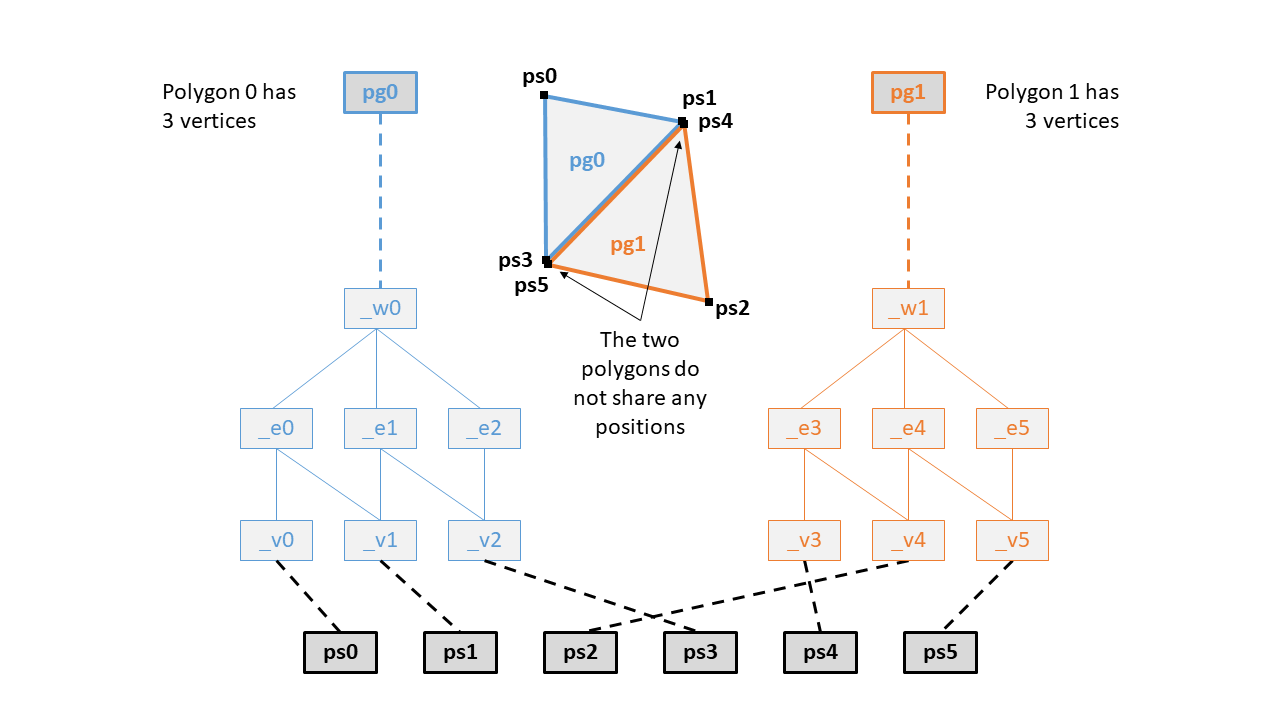 Polygon 0 has
3 vertices
pg0
ps0
ps1
ps4
pg0
pg1
ps3
ps5
ps2
The two
polygons do
not share any
positions
pg1
Polygon 1 has
3 vertices
_w0
_w1
_e0
_e1
_e2
_e3
_e4
_e5
_v0
_v1
_v2
_v3
_v4
_v5
ps0
ps1
ps2
ps3
ps4
ps5